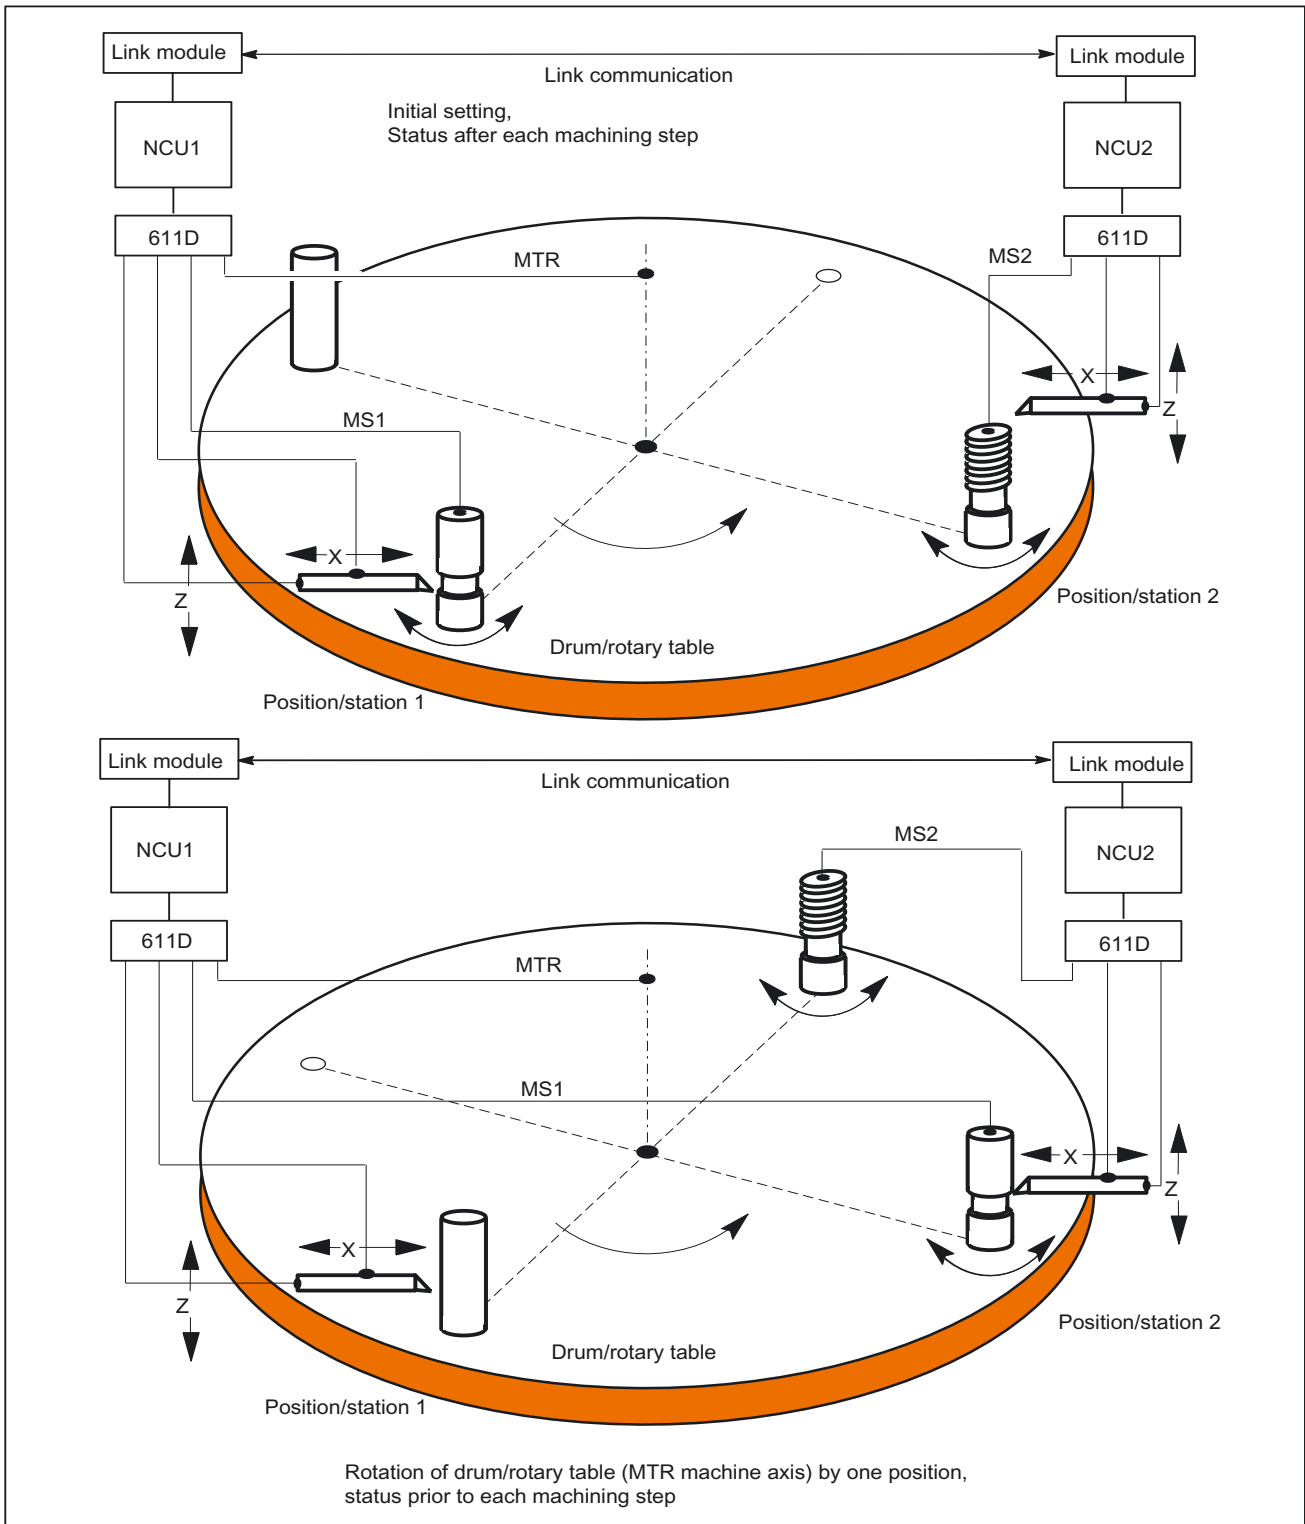 Link module
Link module
Link communication
Initial setting,
Status after each machining step
NCU1
NCU2
611D
611D
MTR
MS2
X
Z
MS1
X
Z
Position/station 2
Drum/rotary table
Position/station 1
Link module
Link module
Link communication
MS2
NCU1
NCU2
611D
611D
MTR
MS1
X
Z
X
Z
Position/station 2
Drum/rotary table
Position/station 1
Rotation of drum/rotary table (MTR machine axis) by one position,
status prior to each machining step